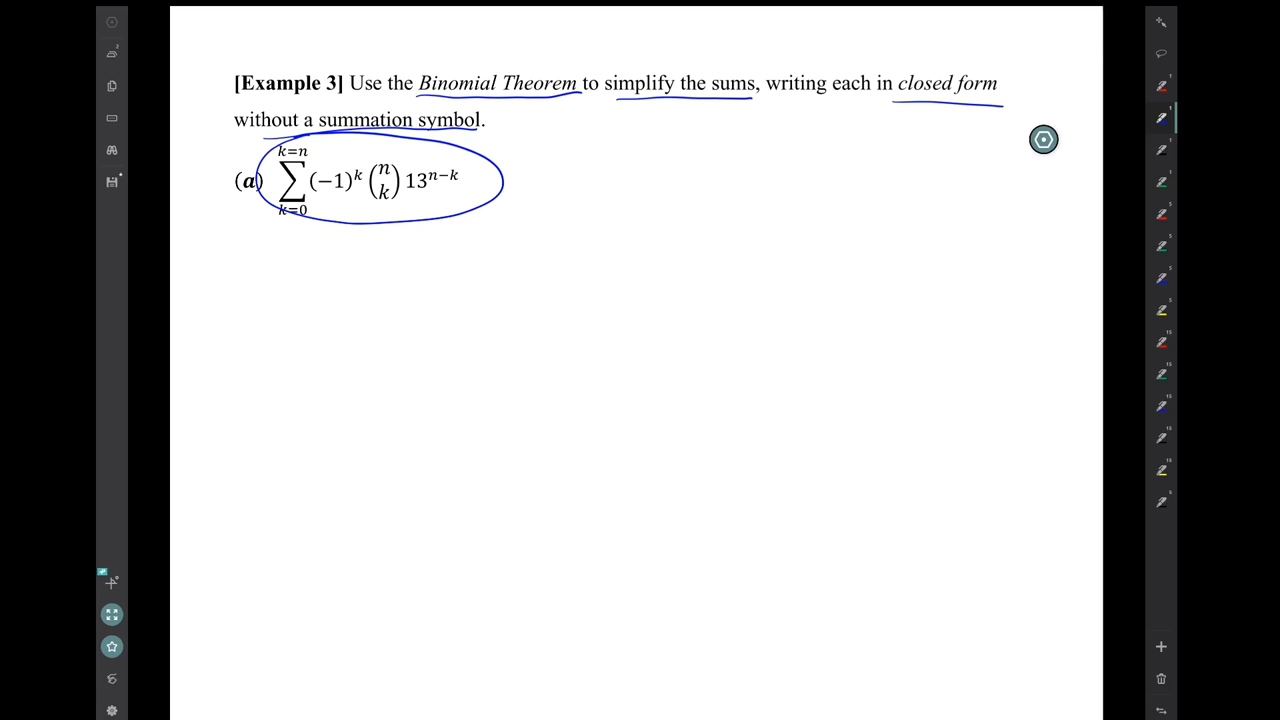 [Example 3] Use the Binomial Theorem to simplify the sums, writing each in closed form
without a summation symbol.
(a) \sum_{k=0}^{k=n} (−1)^k \binom{n}{k} 13^{n−k}